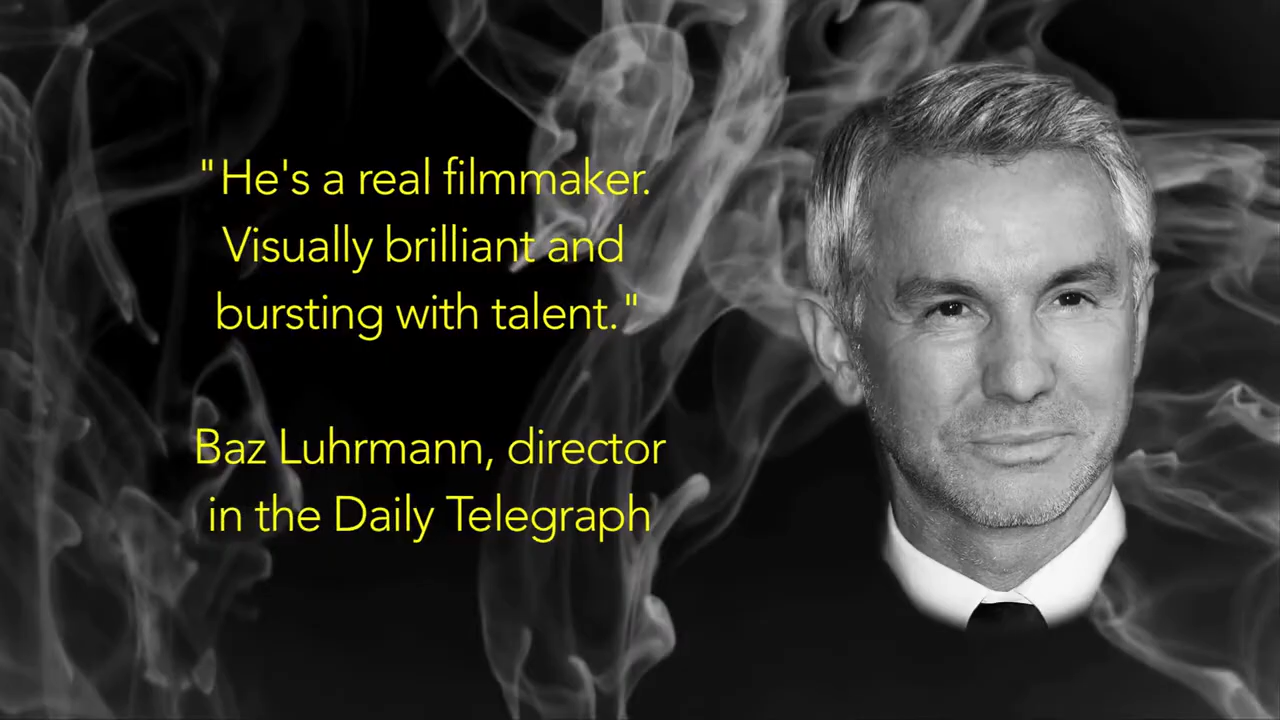 "He's a real filmmaker.
Visually brilliant and
bursting with talent."
Baz Luhrmann, director
in the Daily Telegraph